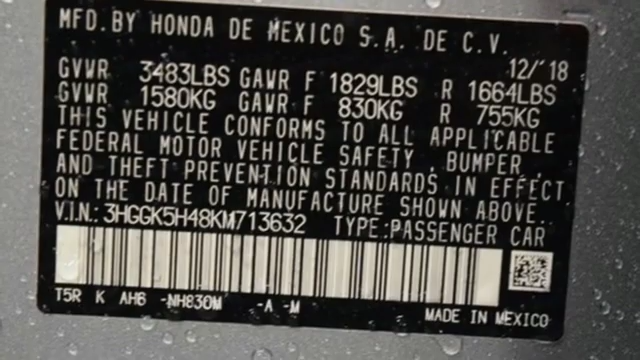 MFD. BY HONDA DE MEXICO S.A. DE C.V.
12/'18
GVWR 3483LBS GAWR F 1829LBS R 1664LBS
GVWR 1580KG GAWR F 830KG R 755KG
THIS VEHICLE CONFORMS TO ALL APPLICABLE
FEDERAL MOTOR VEHICLE SAFETY, BUMPER,
AND THEFT PREVENTION STANDARDS IN EFFECT
ON THE DATE OF MANUFACTURE SHOWN ABOVE.
V.I.N.: 3HGGK5H48KM713632 TYPE:PASSENGER CAR
T5R K AH6 -NH830M -A -M
MADE IN MEXICO